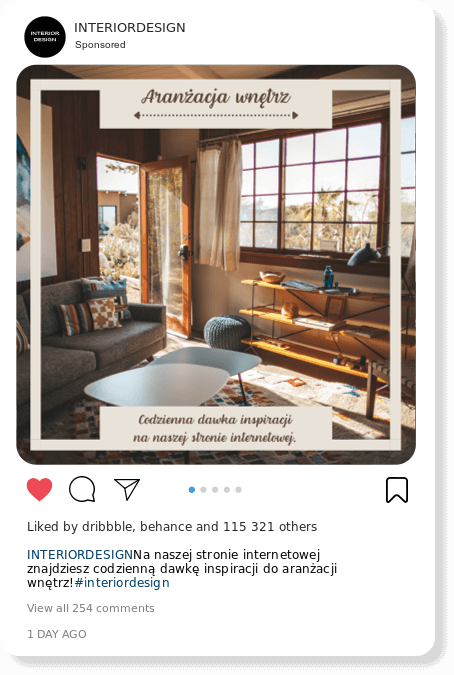 INTERIOR
DESIGN
INTERIORDESIGN
Sponsored
Aranżacja wnętrz
Codzienna dawka inspiracji
na naszej stronie internetowej.
Liked by dribbble, behance and 115 321 others
INTERIORDESIGNNa naszej stronie internetowej
znajdziesz codzienną dawkę inspiracji do aranżacji
wnętrz!#interiordesign
View all 254 comments
1 DAY AGO